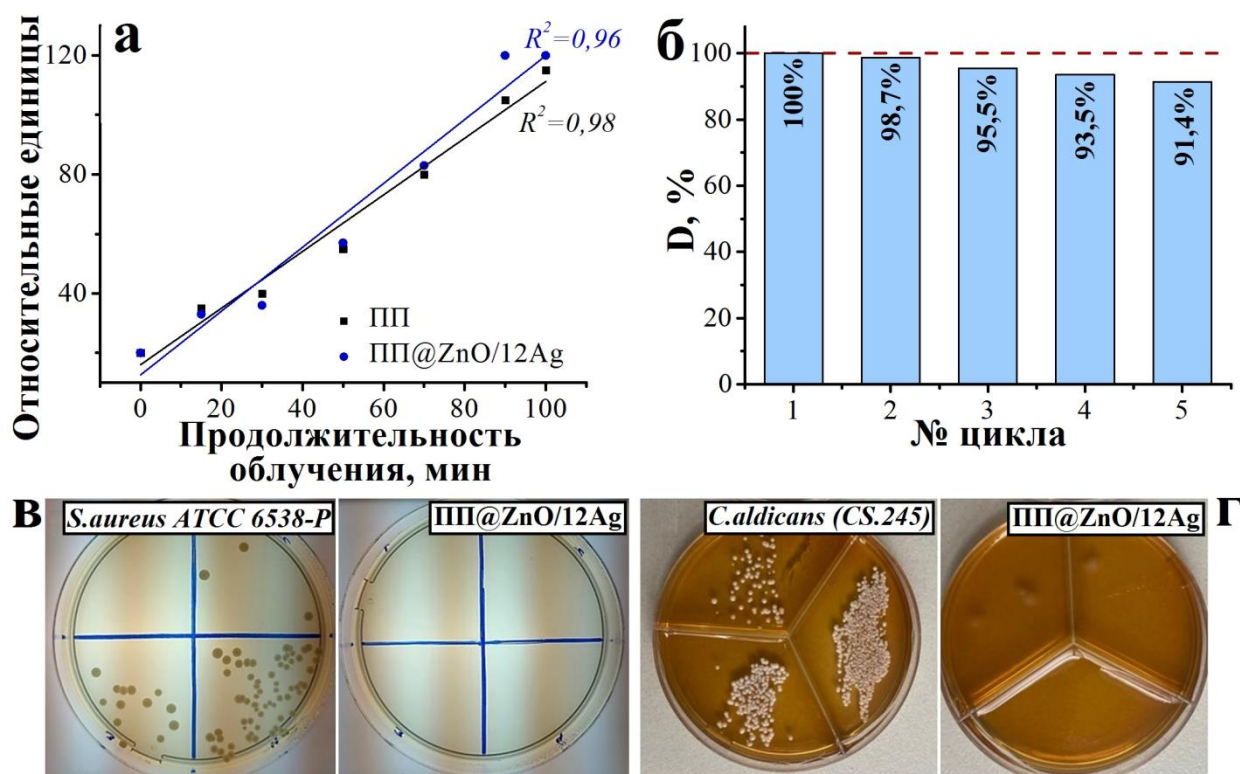 а
R²=0,96
120
R²=0,98
80
40
ПП
ПП@ZnO/12Ag
0 20 40 60 80 100
Относительные единицы
Продолжительность
облучения, мин
б
100
80
60
40
20
0
D, %
100%
98,7%
95,5%
93,5%
91,4%
1 2 3 4 5
№ цикла
в
S.aureus ATCC 6538-P
ПП@ZnO/12Ag
C.aldicans (CS.245)
ПП@ZnO/12Ag
г